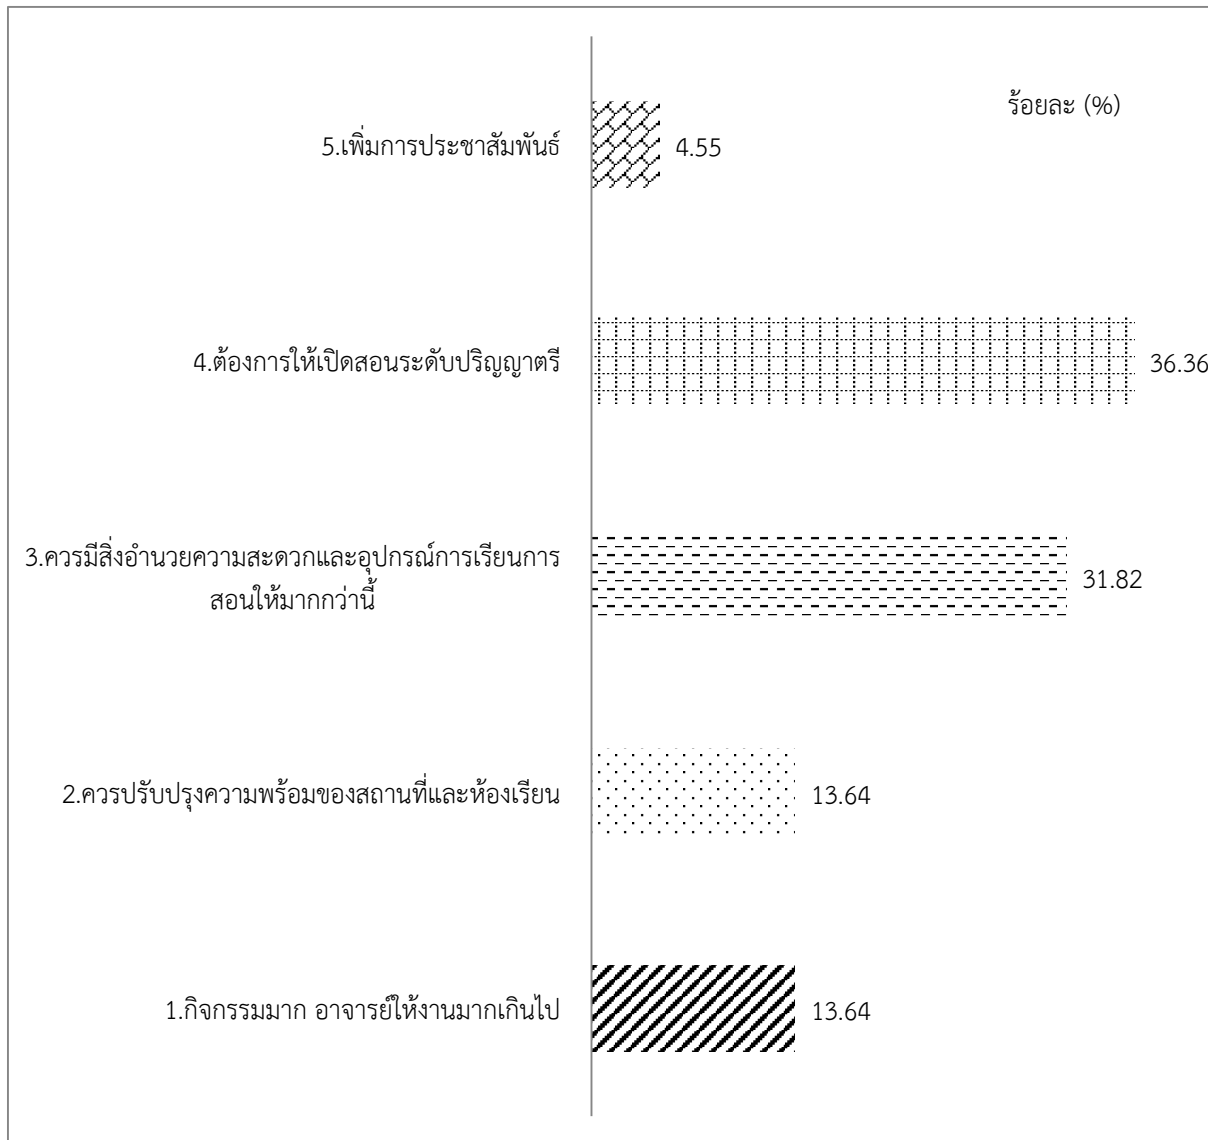 ร้อยละ (%)
5.เพิ่มการประชาสัมพันธ์
4.55
4.ต้องการให้เปิดสอนระดับปริญญาตรี
36.36
3.ควรมีสิ่งอำนวยความสะดวกและอุปกรณ์การเรียนการ
สอนให้มากกว่านี้
31.82
2.ควรปรับปรุงความพร้อมของสถานที่และห้องเรียน
13.64
1.กิจกรรมมาก อาจารย์ให้งานมากเกินไป
13.64